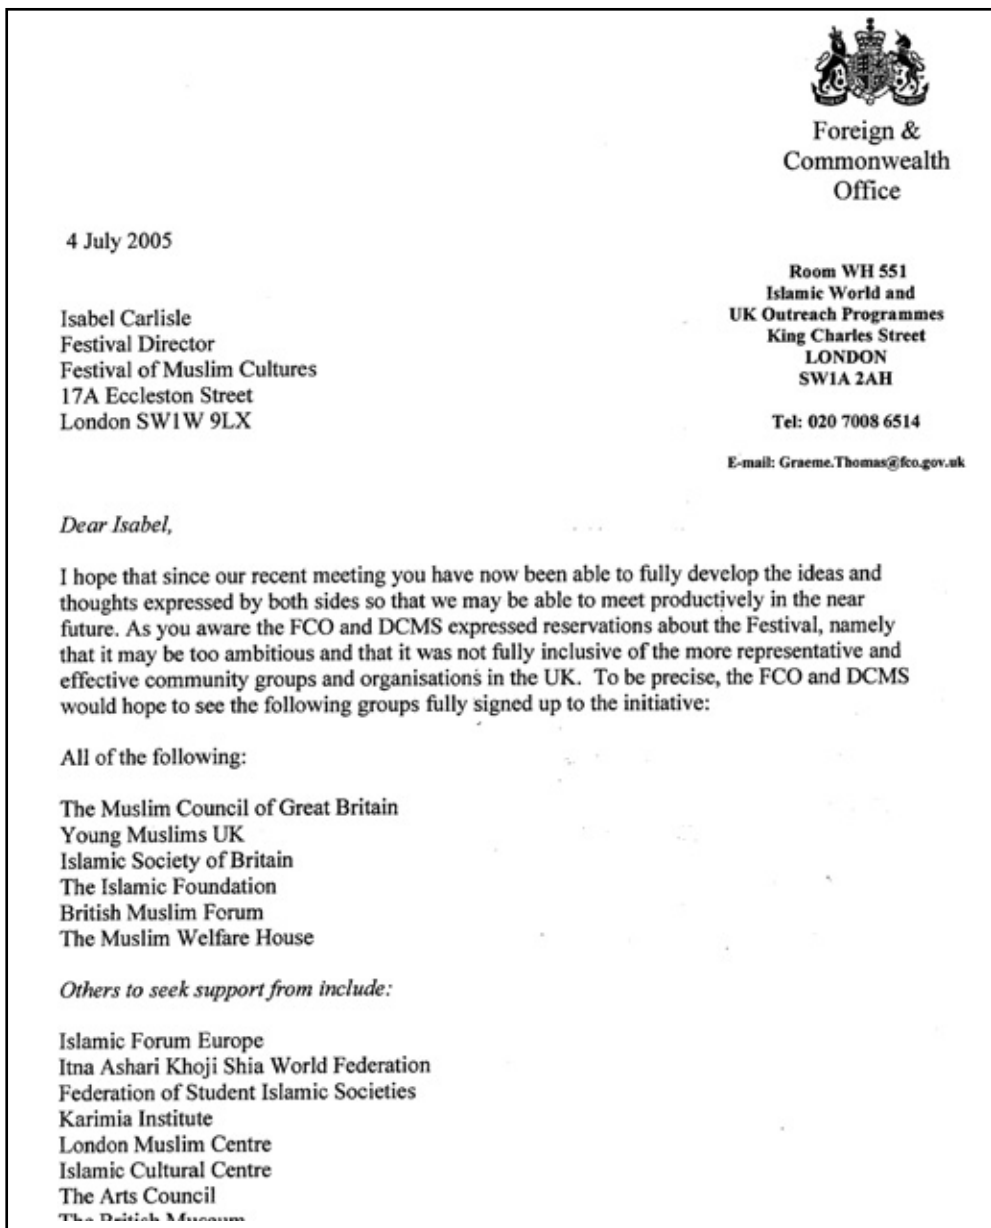 Foreign &
Commonwealth
Office
4 July 2005
Room WH 551
Islamic World and
UK Outreach Programmes
King Charles Street
LONDON
SW1A 2AH
Tel: 020 7008 6514
E-mail: Graeme.Thomas@fco.gov.uk
Isabel Carlisle
Festival Director
Festival of Muslim Cultures
17A Eccleston Street
London SW1W 9LX
Dear Isabel,
I hope that since our recent meeting you have now been able to fully develop the ideas and
thoughts expressed by both sides so that we may be able to meet productively in the near
future. As you aware the FCO and DCMS expressed reservations about the Festival, namely
that it may be too ambitious and that it was not fully inclusive of the more representative and
effective community groups and organisations in the UK. To be precise, the FCO and DCMS
would hope to see the following groups fully signed up to the initiative:
All of the following:
The Muslim Council of Great Britain
Young Muslims UK
Islamic Society of Britain
The Islamic Foundation
British Muslim Forum
The Muslim Welfare House
Others to seek support from include:
Islamic Forum Europe
Itna Ashari Khoji Shia World Federation
Federation of Student Islamic Societies
Karimia Institute
London Muslim Centre
Islamic Cultural Centre
The Arts Council
The British Museum